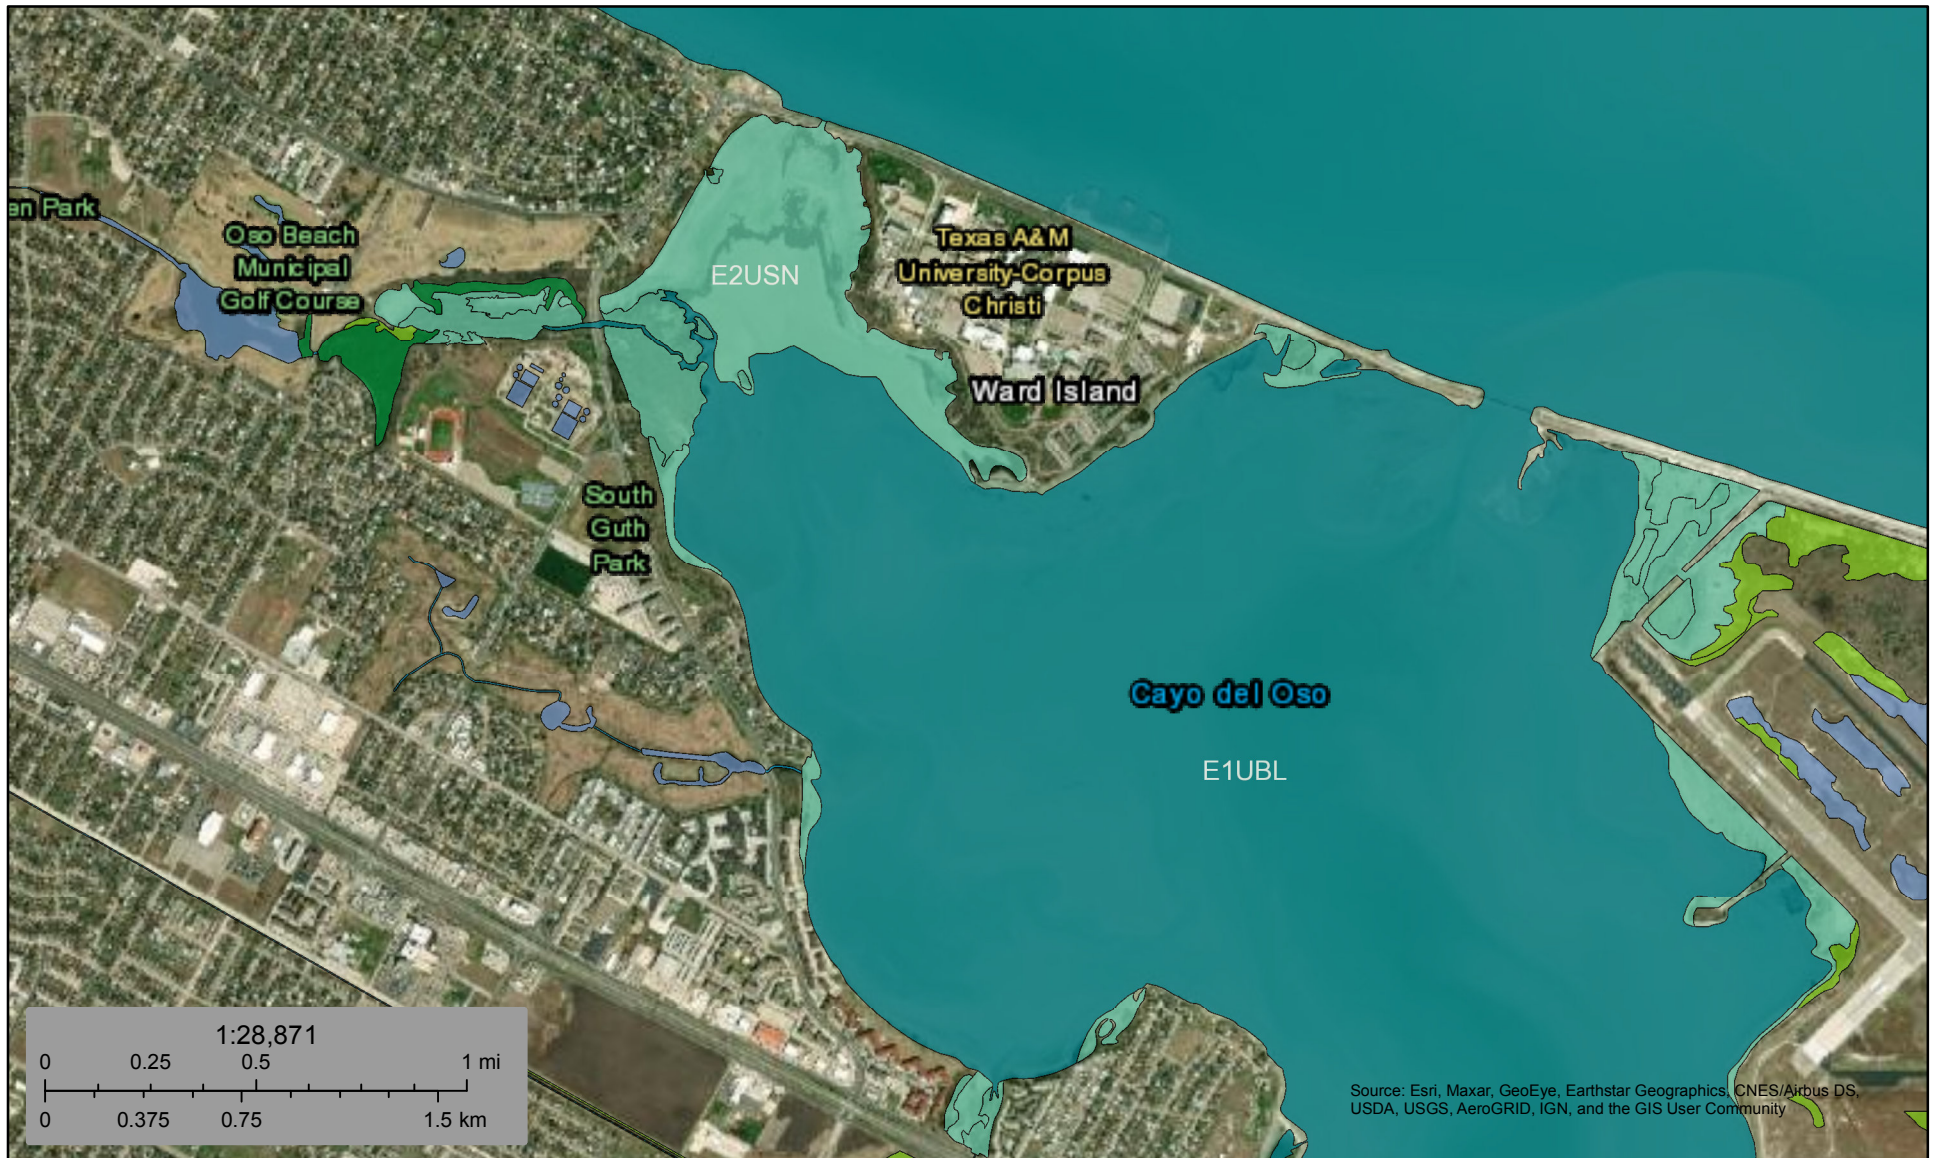 en Park
Oso Beach
Municipal
Golf Course
E2USN
Texas A&M
University-Corpus
Christi
Ward Island
South
Guth
Park
Cayo del Oso
E1UBL
1:28,871
0 0.25 0.5 1 mi
0 0.375 0.75 1.5 km
Source: Esri, Maxar, GeoEye, Earthstar Geographics, CNES/Airbus DS,
USDA, USGS, AeroGRID, IGN, and the GIS User Community